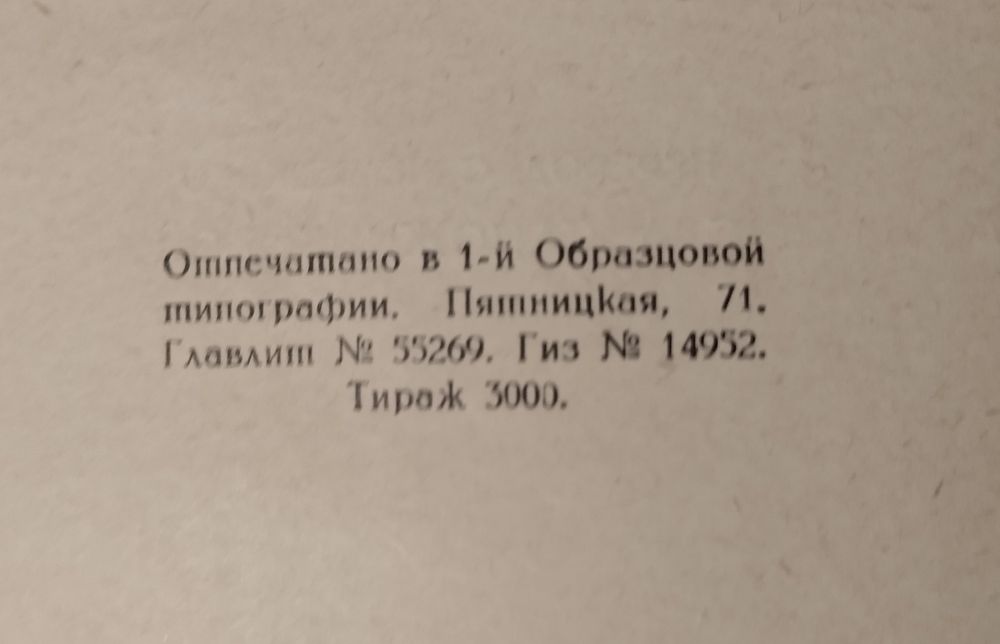 Отпечатано в 1-й Образцовой
типографии. Пятницкая, 71.
Главлит № 55269. Гиз № 14952.
Тираж 3000.